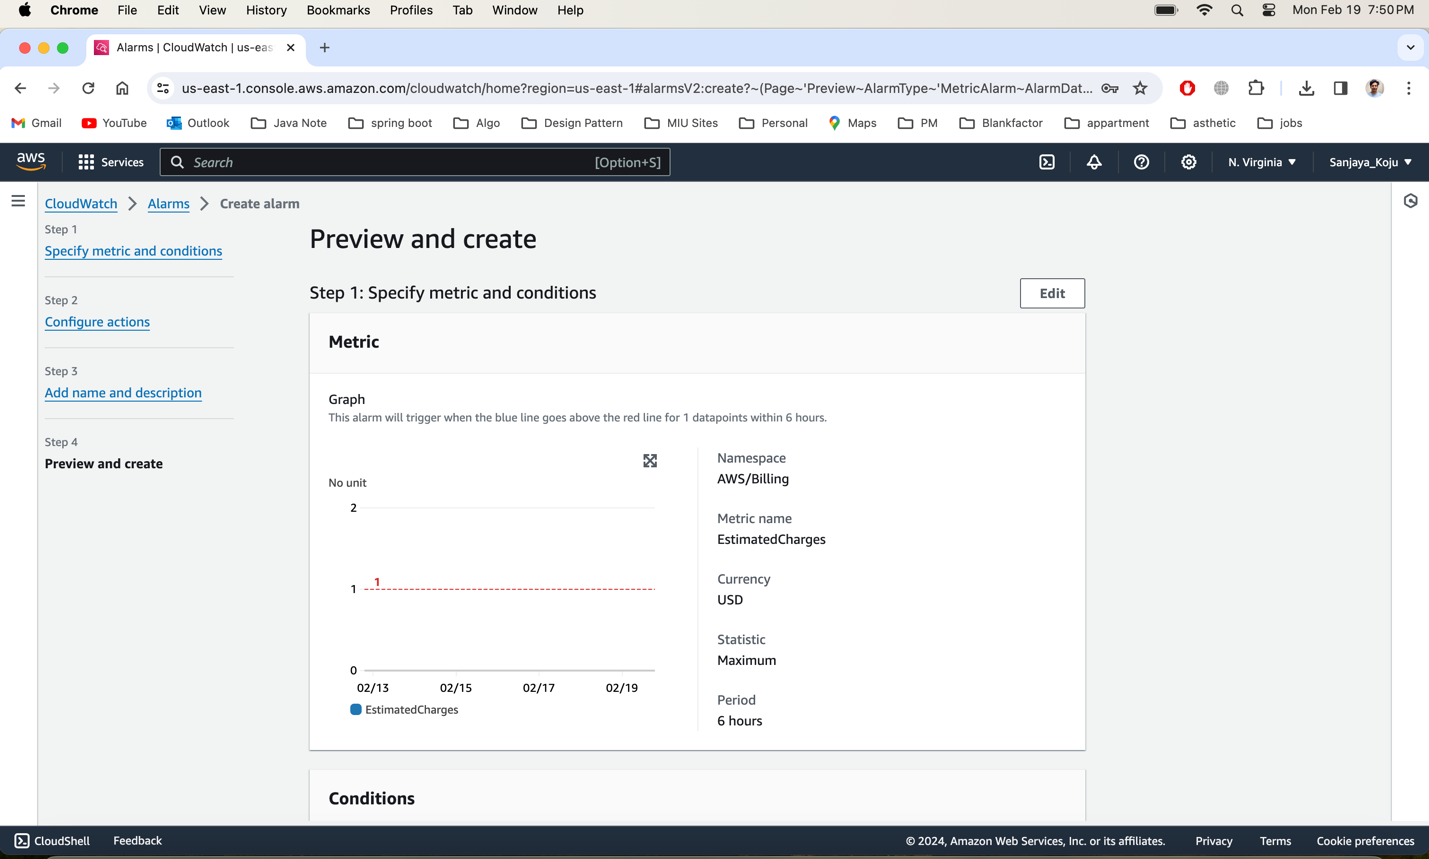 Chrome File Edit View History Bookmarks Profiles Tab Window Help Mon Feb 19 7:50 PM
Alarms | CloudWatch | us-eas
us-east-1.console.aws.amazon.com/cloudwatch/home?region=us-east-1#alarmsV2:create?~(Page~'Preview~AlarmType~'MetricAlarm~AlarmDat...
Gmail YouTube Outlook Java Note spring boot Algo Design Pattern MIU Sites Personal Maps PM Blankfactor appartment asthetic jobs
aws Services Search [Option+S] N. Virginia Sanjaya_Koju
CloudWatch Alarms Create alarm
Step 1
Specify metric and conditions
Step 2
Configure actions
Step 3
Add name and description
Step 4
Preview and create
Preview and create
Step 1: Specify metric and conditions Edit
Metric
Graph
This alarm will trigger when the blue line goes above the red line for 1 datapoints within 6 hours.
No unit
2
1
1
0
02/13 02/15 02/17 02/19
EstimatedCharges
Namespace
AWS/Billing
Metric name
EstimatedCharges
Currency
USD
Statistic
Maximum
Period
6 hours
Conditions
CloudShell Feedback © 2024, Amazon Web Services, Inc. or its affiliates. Privacy Terms Cookie preferences